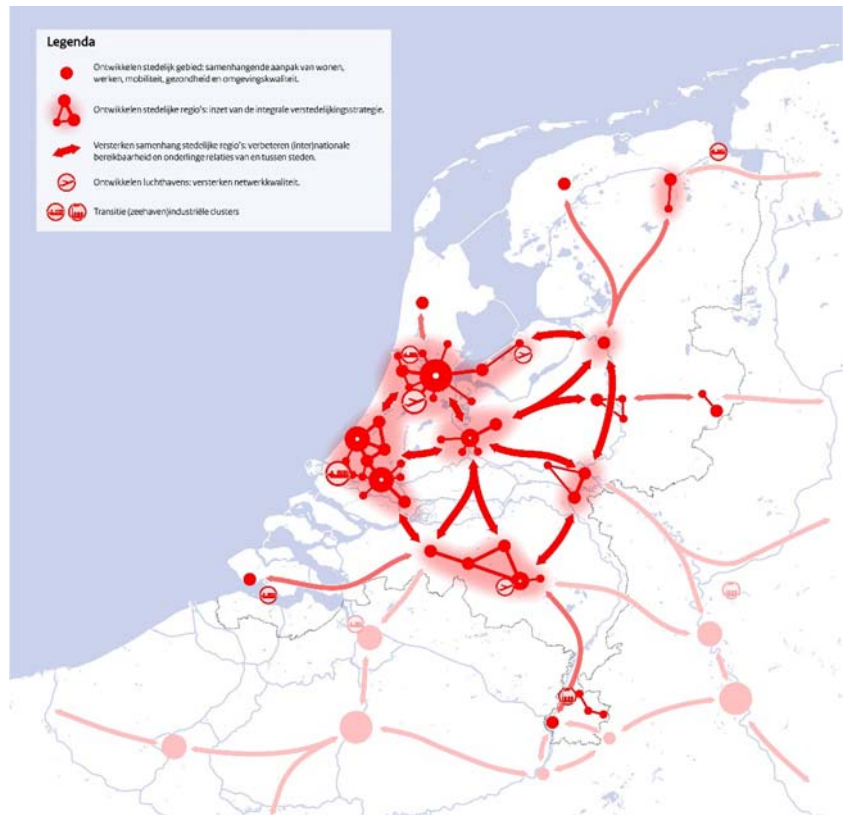 Legenda
Ontwikkelen stedelijk gebied: samenhangende aanpak van wonen,
werken, mobiliteit, gezondheid en omgevingskwaliteit.
Ontwikkelen stedelijke regio's: inzet van de integrale verstedelijkingsstrategie.
Versterken samenhang stedelijke regio's: verbeteren (inter)nationale
bereikbaarheid en onderlinge relaties van en tussen steden.
Ontwikkelen luchthavens: versterken netwerkkwaliteit.
Transitie (zeehaven)industriële clusters